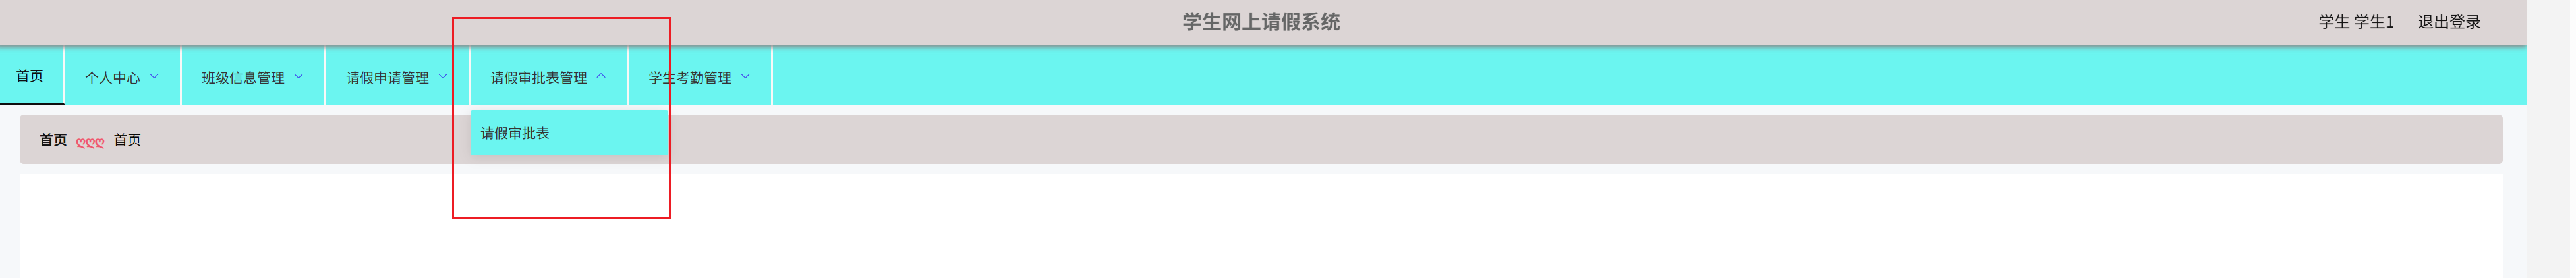 学生网上请假系统
学生 学生1 退出登录
首页 个人中心 班级信息管理 请假申请管理 请假审批表管理 学生考勤管理
请假审批表
首页 ღღღ 首页